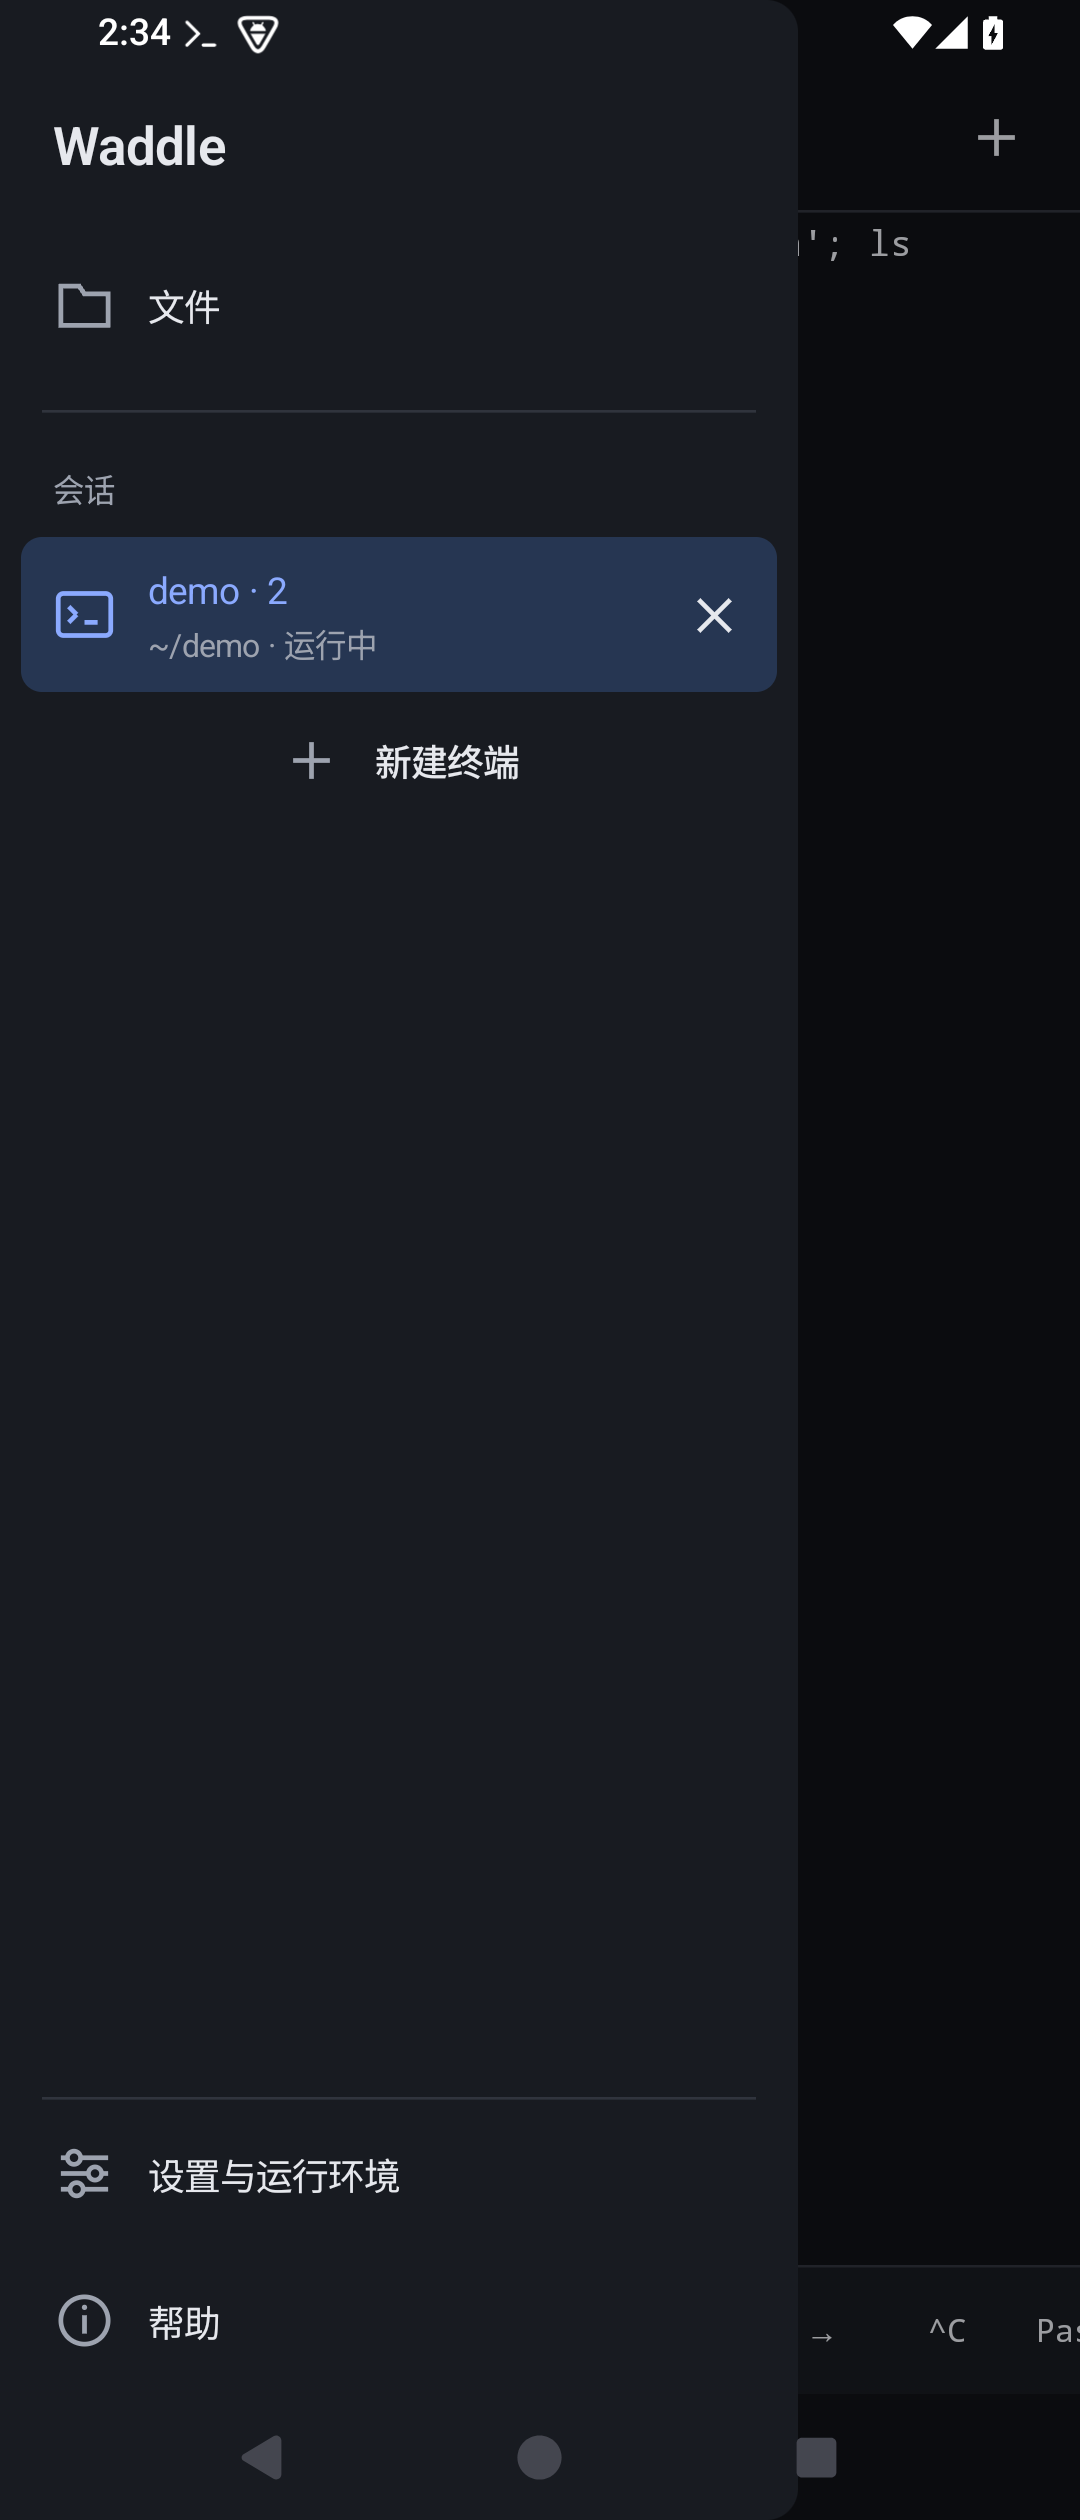 2:34
Waddle
'; ls
文件
会话
demo · 2
~/demo · 运行中
新建终端
设置与运行环境
帮助
→ ^C